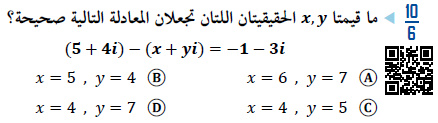 10/6 ◄ ما قيمتا x, y الحقيقيتان اللتان تجعلان المعادلة التالية صحيحة؟
(5 + 4i) − (x + yi) = −1 − 3i
Ⓐ x = 6 , y = 7
Ⓑ x = 5 , y = 4
Ⓒ x = 4 , y = 5
Ⓓ x = 4 , y = 7